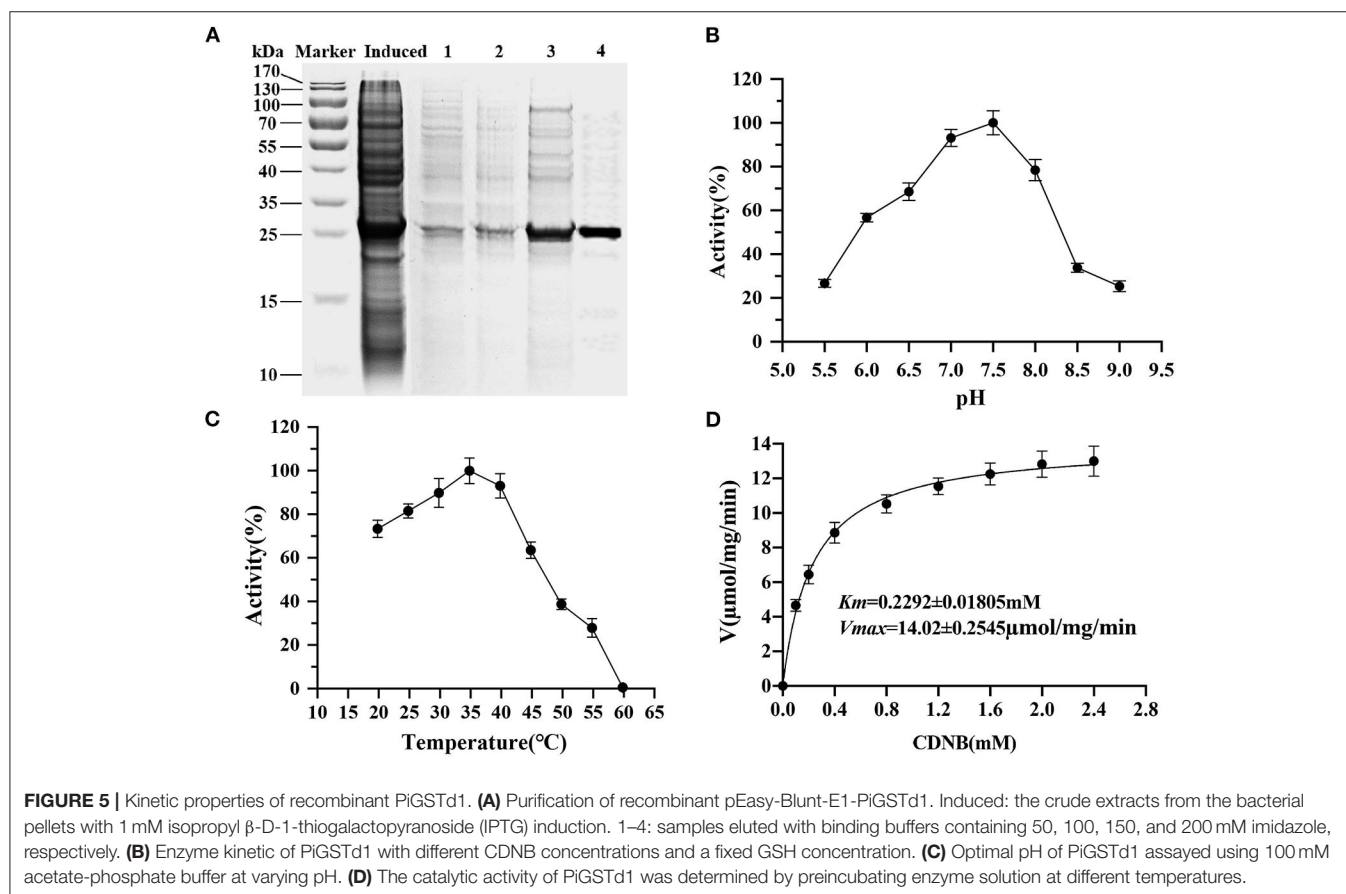 A
kDa Marker Induced 1 2 3 4
170
130
100
70
55
40
35
25
15
10
B
120
100
80
60
40
20
0
Activity(%)
5.0 5.5 6.0 6.5 7.0 7.5 8.0 8.5 9.0 9.5
pH
C
120
100
80
60
40
20
0
Activity(%)
10 15 20 25 30 35 40 45 50 55 60 65
Temperature(°C)
D
14
12
10
8
6
4
2
0
V(μmol/mg/min)
Km=0.2292±0.01805mM
Vmax=14.02±0.2545μmol/mg/min
0.0 0.4 0.8 1.2 1.6 2.0 2.4 2.8
CDNB(mM)
FIGURE 5 | Kinetic properties of recombinant PiGSTd1. (A) Purification of recombinant pEasy-Blunt-E1-PiGSTd1. Induced: the crude extracts from the bacterial
pellets with 1 mM isopropyl β-D-1-thiogalactopyranoside (IPTG) induction. 1–4: samples eluted with binding buffers containing 50, 100, 150, and 200 mM imidazole,
respectively. (B) Enzyme kinetic of PiGSTd1 with different CDNB concentrations and a fixed GSH concentration. (C) Optimal pH of PiGSTd1 assayed using 100 mM
acetate-phosphate buffer at varying pH. (D) The catalytic activity of PiGSTd1 was determined by preincubating enzyme solution at different temperatures.